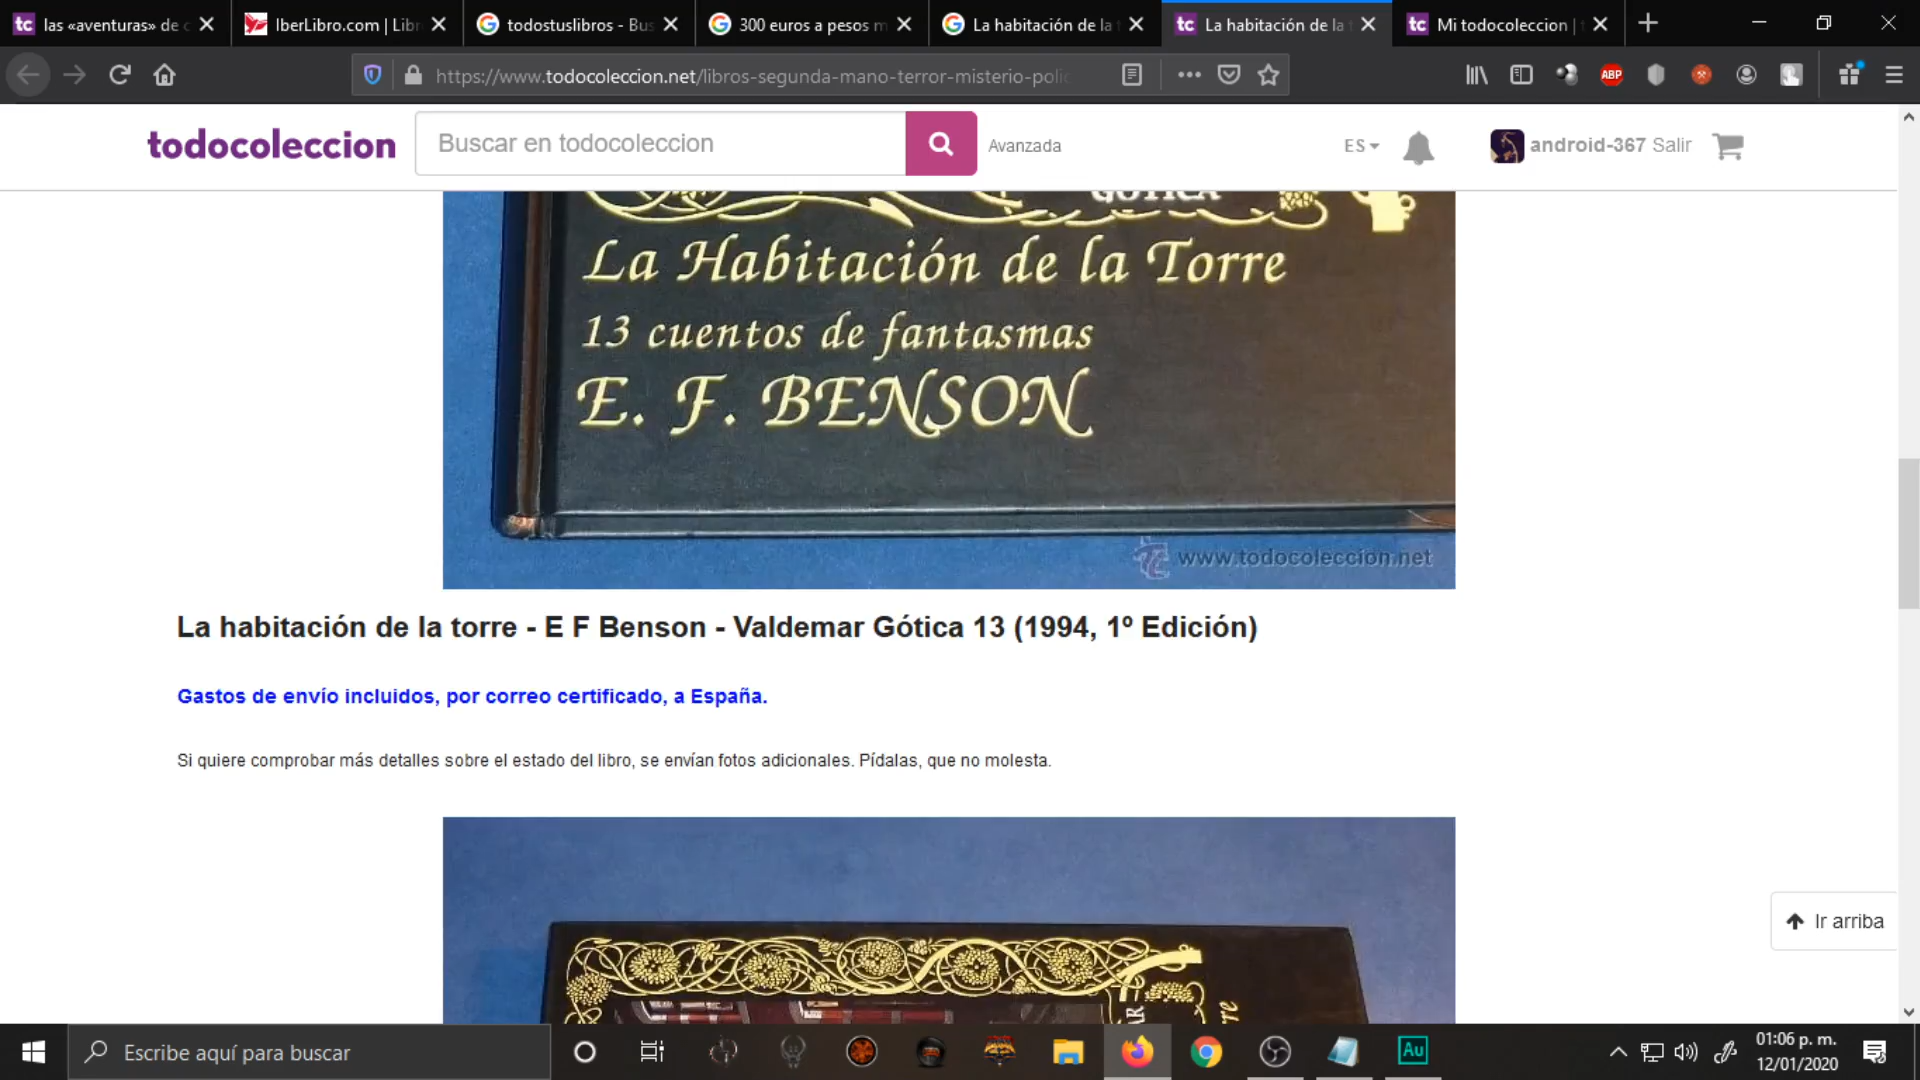 las «aventuras» de c
IberLibro.com | Libr
todostuslibros - Bus
300 euros a pesos m
La habitación de la t
La habitación de la t
Mi todocoleccion | t
https://www.todocoleccion.net/libros-segunda-mano-terror-misterio-polic
ABP
todocoleccion
Buscar en todocoleccion
Avanzada
ES
android-367 Salir
GÓTICA
La Habitación de la Torre
13 cuentos de fantasmas
E. F. BENSON
www.todocoleccion.net
La habitación de la torre - E F Benson - Valdemar Gótica 13 (1994, 1º Edición)
Gastos de envío incluidos, por correo certificado, a España.
Si quiere comprobar más detalles sobre el estado del libro, se envían fotos adicionales. Pídalas, que no molesta.
Ir arriba
Escribe aquí para buscar
Au
01:06 p. m.
12/01/2020